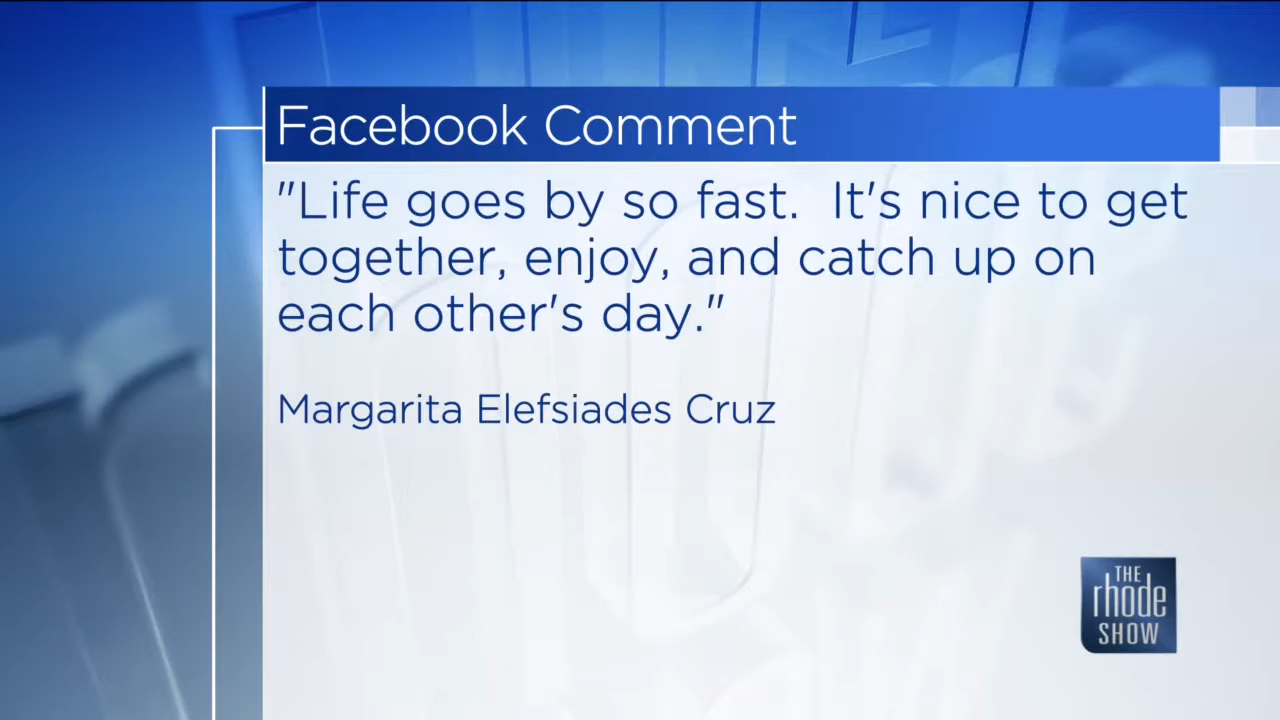 Facebook Comment
"Life goes by so fast.  It's nice to get
together, enjoy, and catch up on
each other's day."
Margarita Elefsiades Cruz
THE
rhode
SHOW